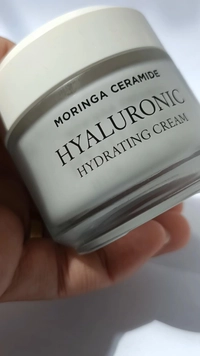 MORINGA CERAMIDE
HYALURONIC
HYDRATING CREAM